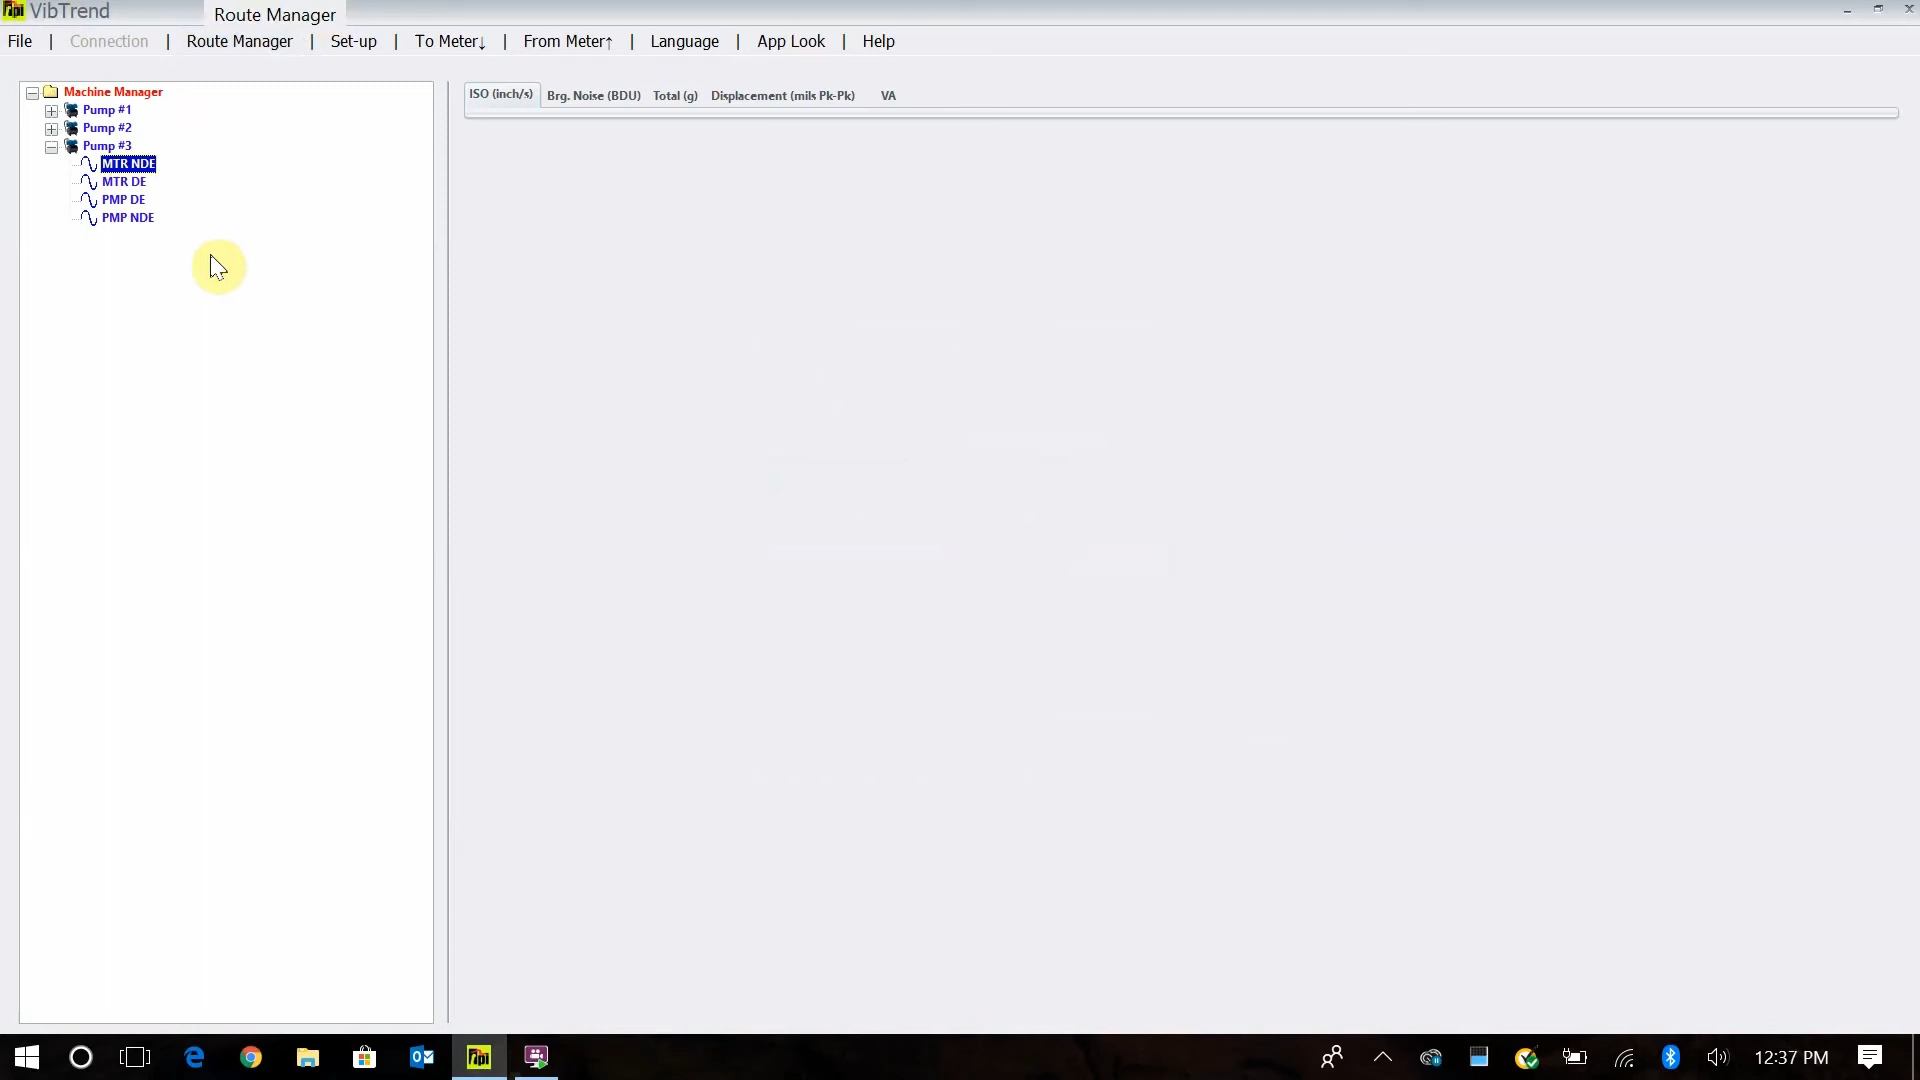 VibTrend
Route Manager
File | Connection | Route Manager | Set-up | To Meter↓ | From Meter↑ | Language | App Look | Help
Machine Manager
Pump #1
Pump #2
Pump #3
MTR NDE
MTR DE
PMP DE
PMP NDE
ISO (inch/s) Brg. Noise (BDU) Total (g) Displacement (mils Pk-Pk) VA
12:37 PM